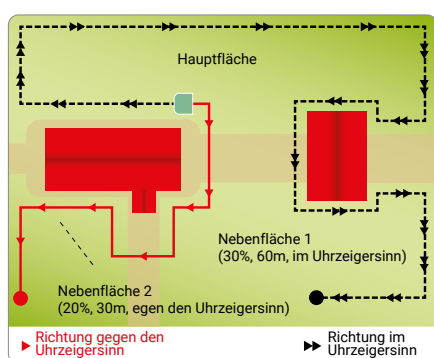 Hauptfläche
Nebenfläche 1
(30%, 60m, im Uhrzeigersinn)
Nebenfläche 2
(20%, 30m, egen den Uhrzeigersinn)
Richtung gegen den
Uhrzeigersinn
Richtung im
Uhrzeigersinn